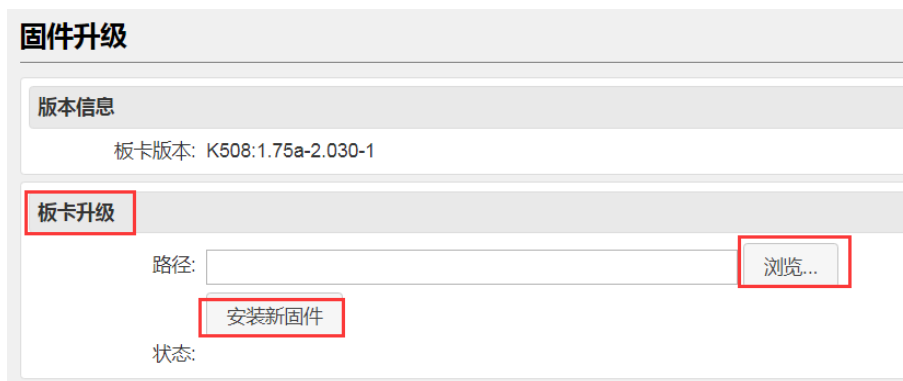 固件升级
版本信息
板卡版本: K508:1.75a-2.030-1
板卡升级
路径: 浏览...
安装新固件
状态: